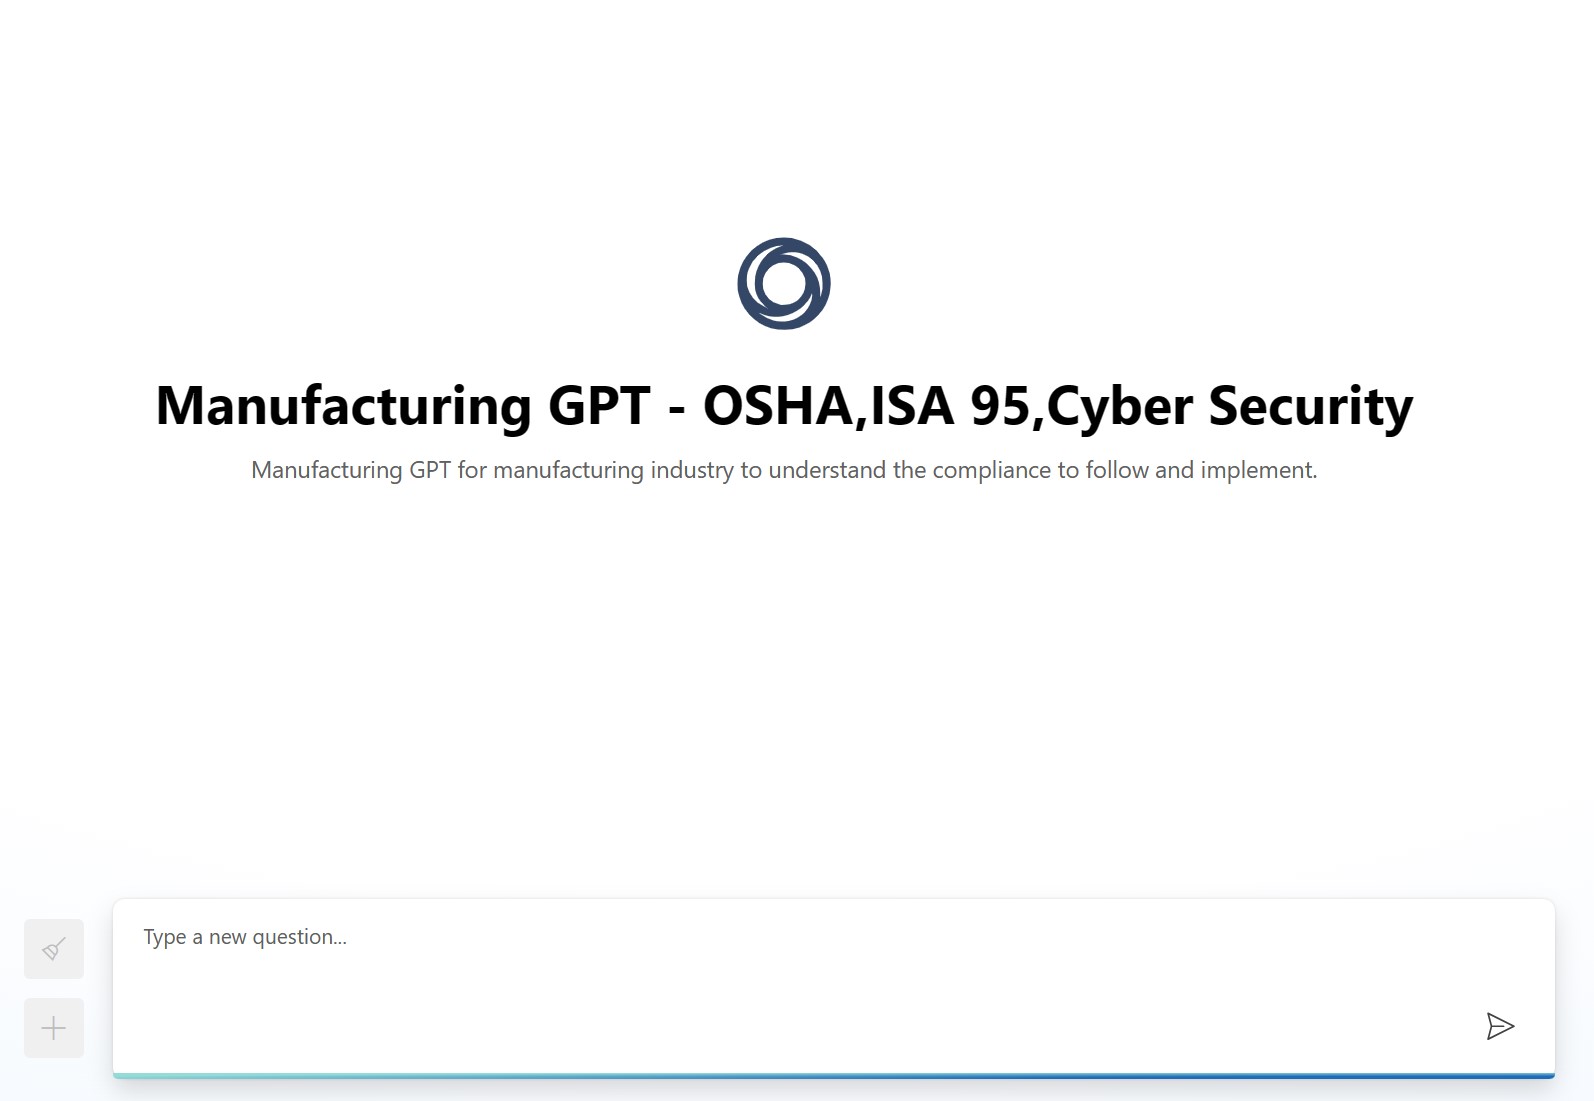 Manufacturing GPT - OSHA,ISA 95,Cyber Security
Manufacturing GPT for manufacturing industry to understand the compliance to follow and implement.
Type a new question...